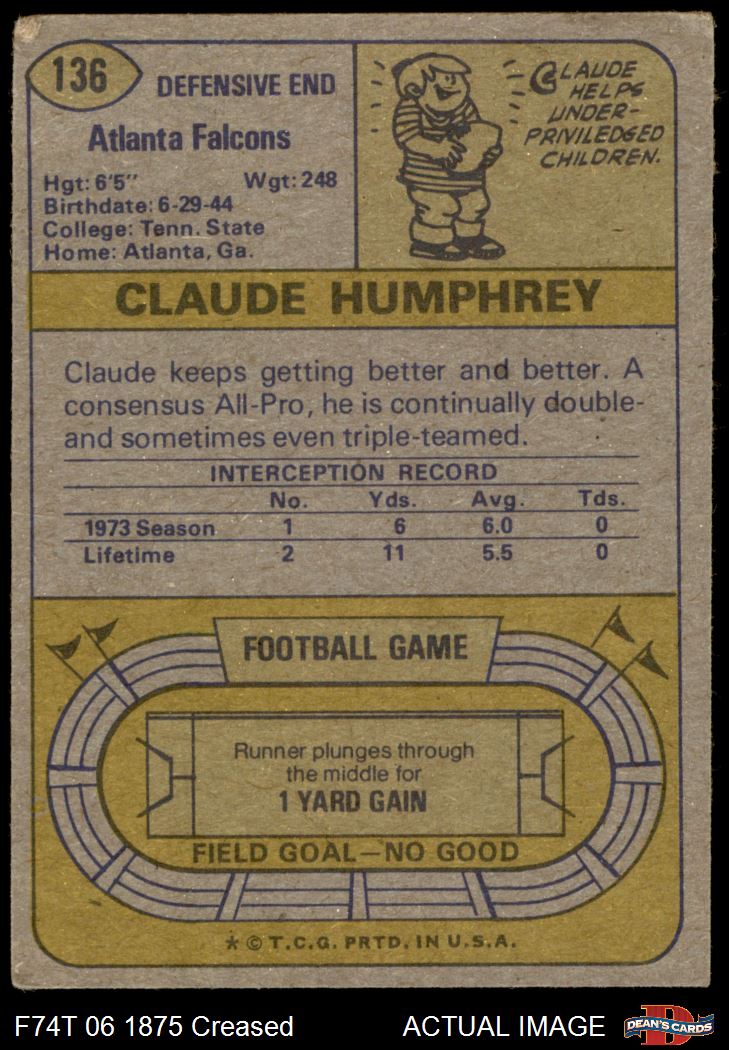 136
DEFENSIVE END
Atlanta Falcons
Hgt: 6'5" Wgt: 248
Birthdate: 6-29-44
College: Tenn. State
Home: Atlanta, Ga.
CLAUDE
HELPS
UNDER-
PRIVILEDGED
CHILDREN.
CLAUDE HUMPHREY
Claude keeps getting better and better. A
consensus All-Pro, he is continually double-
and sometimes even triple-teamed.
INTERCEPTION RECORD
No. Yds. Avg. Tds.
1973 Season 1 6 6.0 0
Lifetime 2 11 5.5 0
FOOTBALL GAME
Runner plunges through
the middle for
1 YARD GAIN
FIELD GOAL—NO GOOD
* © T.C.G. PRTD. IN U.S.A.
F74T 06 1875 Creased ACTUAL IMAGE
D
DEAN'S CARDS